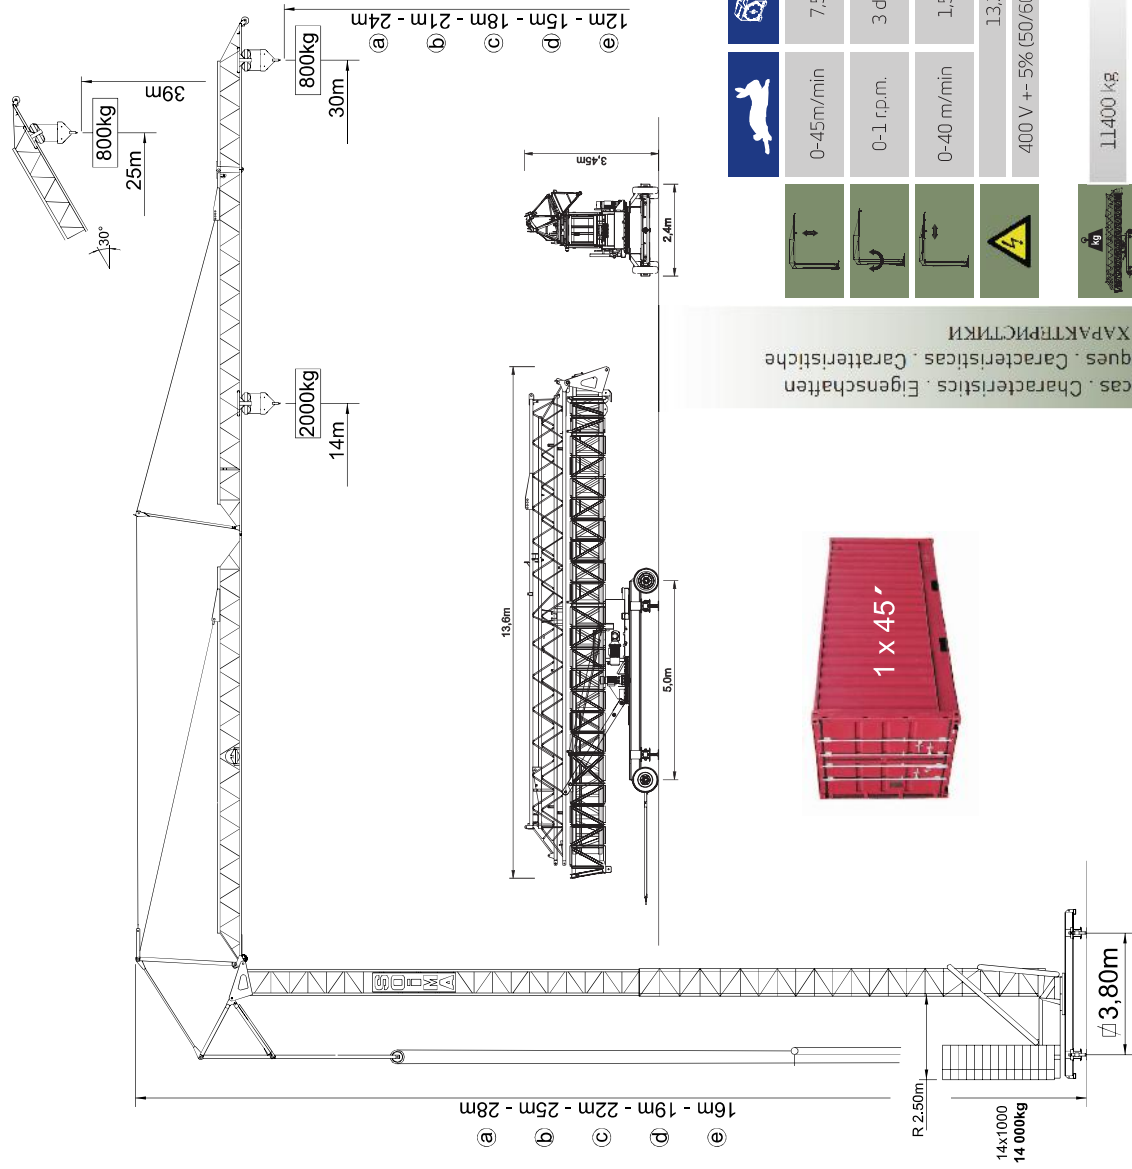 39m
800kg
25m
30°
12m - 15m - 18m - 21m - 24m
a
b
c
d
e
800kg
30m
2000kg
14m
3,45m
2,4m
13,6m
5,0m
0-45m/min
0-1 r.p.m.
3 d
0-40 m/min
400 V +- 5% (50/60
kg
11400 kg
cas . Characteristics . Eigenschaften
ques . Caracteristicas . Caratteristiche
ХАРАКТЕРИСТИКИ
1 x 45´
SOIMA
16m - 19m - 22m - 25m - 28m
a
b
c
d
e
R 2.50m
14x1000
14 000kg
3,80m